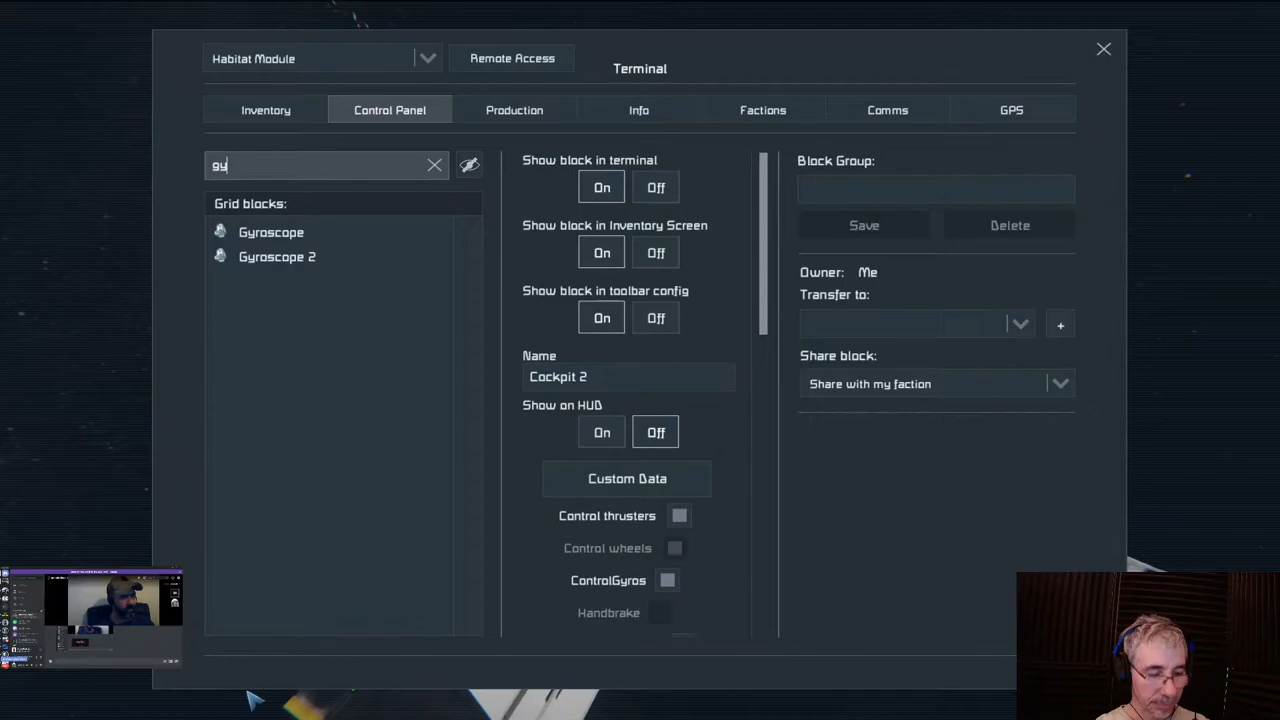 Habitat Module
Remote Access
Terminal
Inventory
Control Panel
Production
Info
Factions
Comms
GPS
gy
Grid blocks:
Gyroscope
Gyroscope 2
Show block in terminal
On Off
Show block in Inventory Screen
On Off
Show block in toolbar config
On Off
Name
Cockpit 2
Show on HUD
On Off
Custom Data
Control thrusters
Control wheels
ControlGyros
Handbrake
Block Group:
Save Delete
Owner: Me
Transfer to:
+
Share block:
Share with my faction